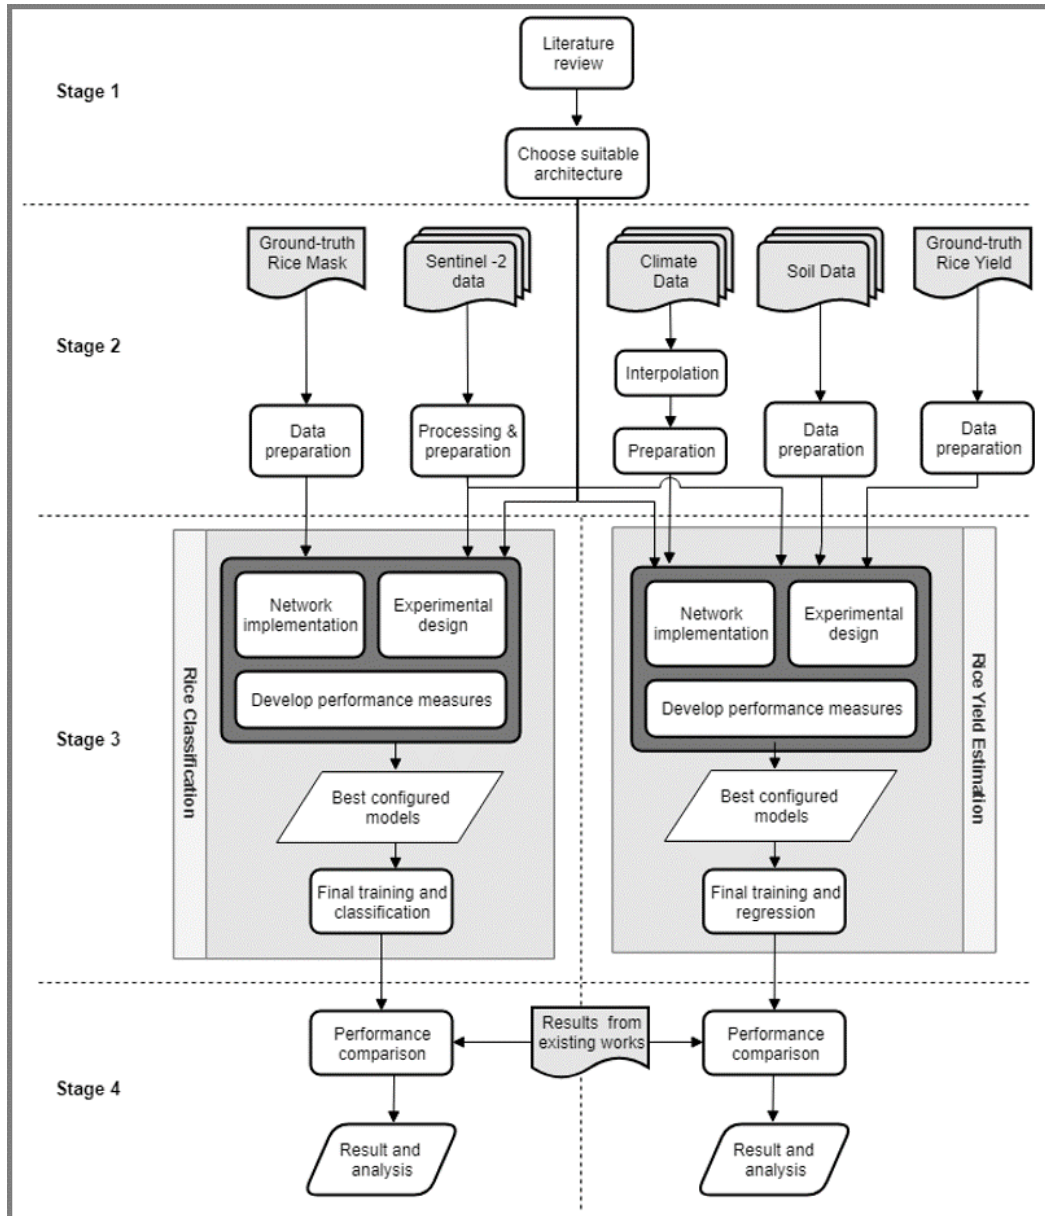 Literature
review
Stage 1
Choose suitable
architecture
Ground-truth
Rice Mask
Sentinel -2
data
Climate
Data
Soil Data
Ground-truth
Rice Yield
Stage 2
Interpolation
Data
preparation
Processing &
preparation
Preparation
Data
preparation
Data
preparation
Stage 3
Rice Classification
Network
implementation
Experimental
design
Develop performance measures
Best configured
models
Final training and
classification
Network
implementation
Experimental
design
Develop performance measures
Best configured
models
Final training and
regression
Rice Yield Estimation
Stage 4
Performance
comparison
Results from
existing works
Performance
comparison
Result and
analysis
Result and
analysis